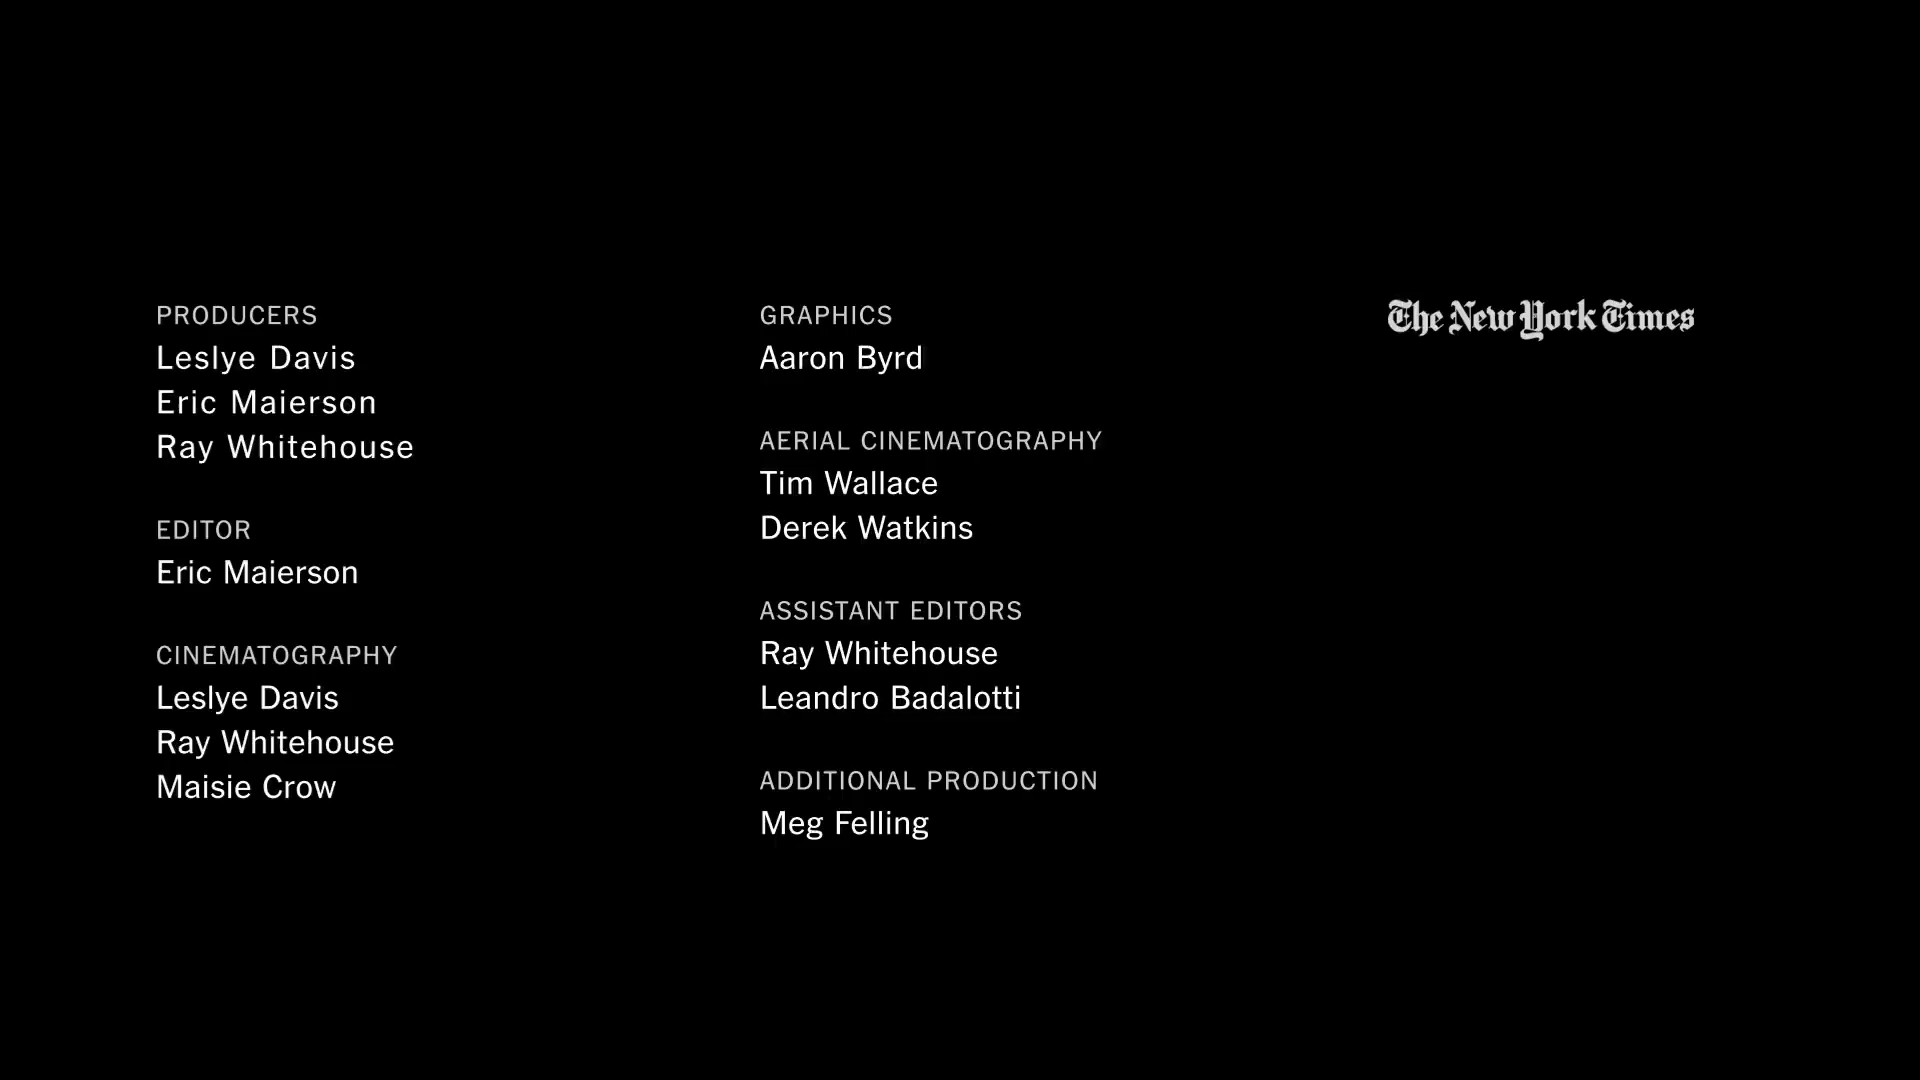 PRODUCERS
Leslye Davis
Eric Maierson
Ray Whitehouse
EDITOR
Eric Maierson
CINEMATOGRAPHY
Leslye Davis
Ray Whitehouse
Maisie Crow
GRAPHICS
Aaron Byrd
AERIAL CINEMATOGRAPHY
Tim Wallace
Derek Watkins
ASSISTANT EDITORS
Ray Whitehouse
Leandro Badalotti
ADDITIONAL PRODUCTION
Meg Felling
The New York Times